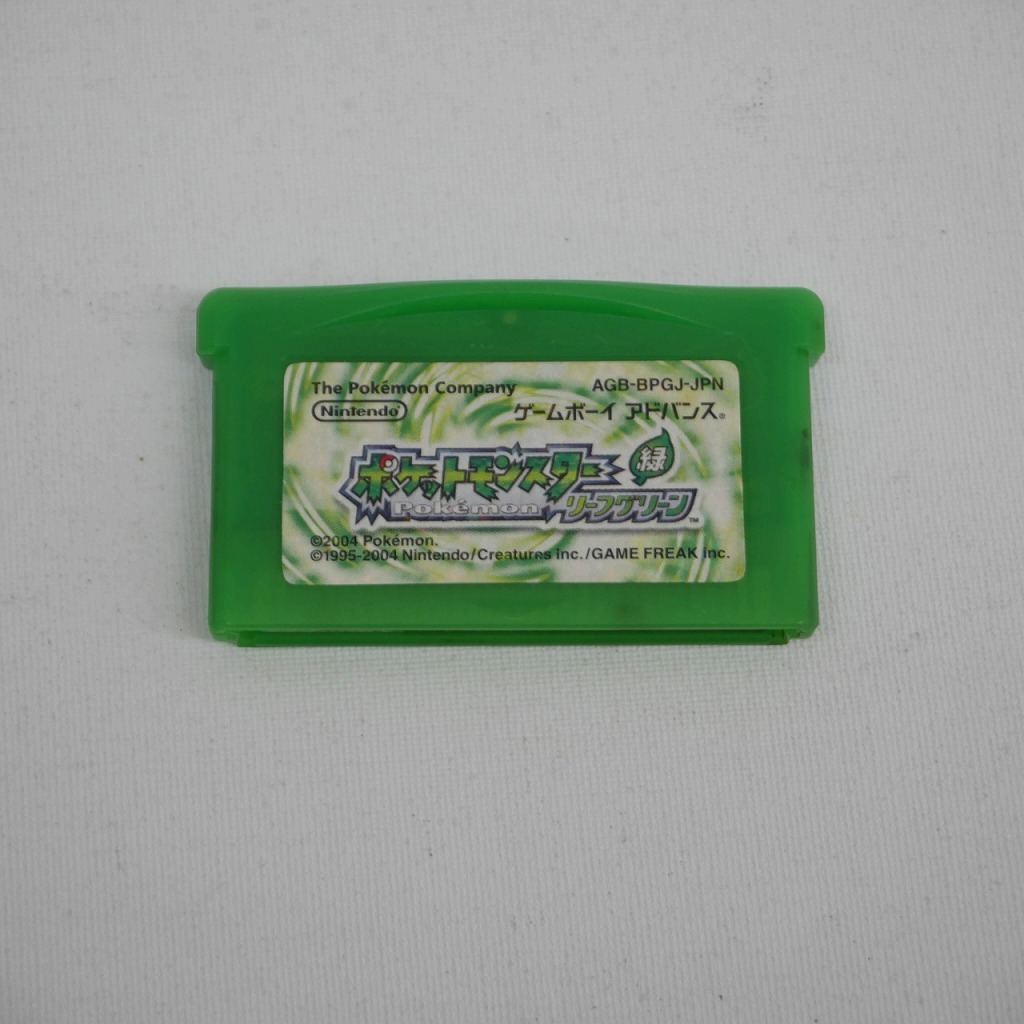 The Pokémon Company AGB-BPGJ-JPN
Nintendo ゲームボーイ アドバンス®
ポケットモンスター 緑
Pokémon リーフグリーン™
©2004 Pokémon.
©1995-2004 Nintendo/Creatures inc./GAME FREAK inc.